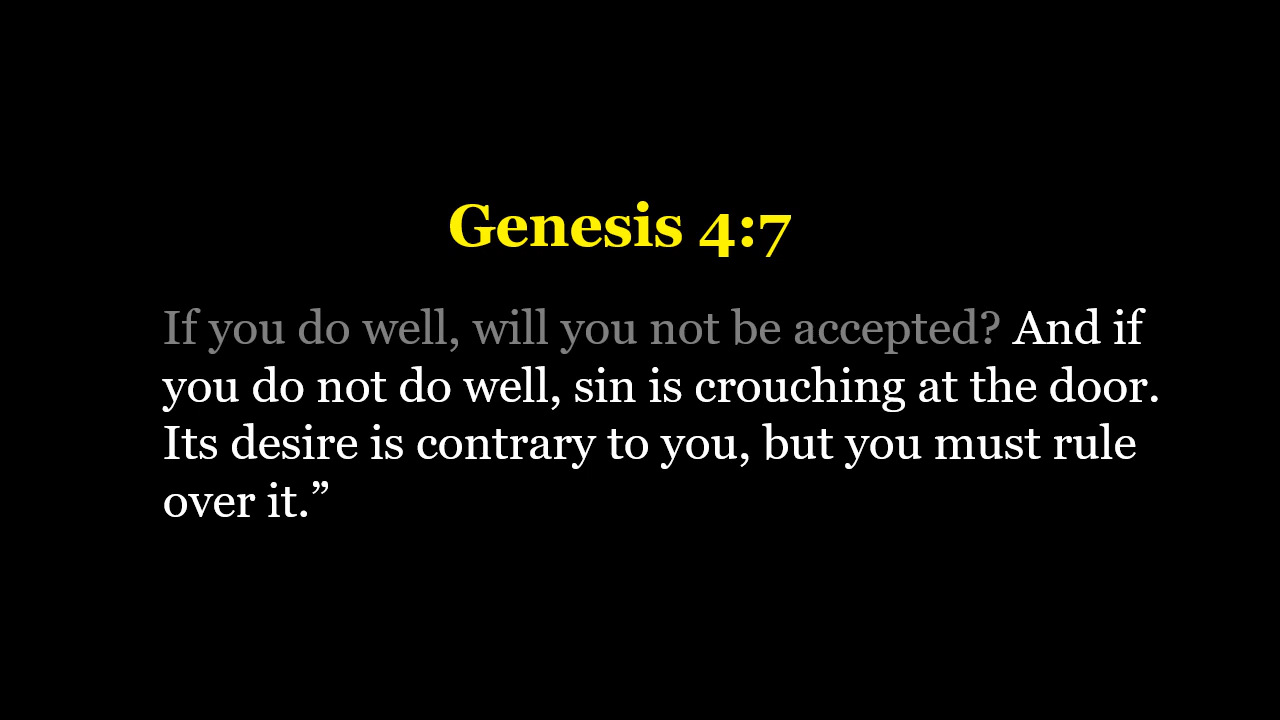 Genesis 4:7
If you do well, will you not be accepted? And if
you do not do well, sin is crouching at the door.
Its desire is contrary to you, but you must rule
over it.”